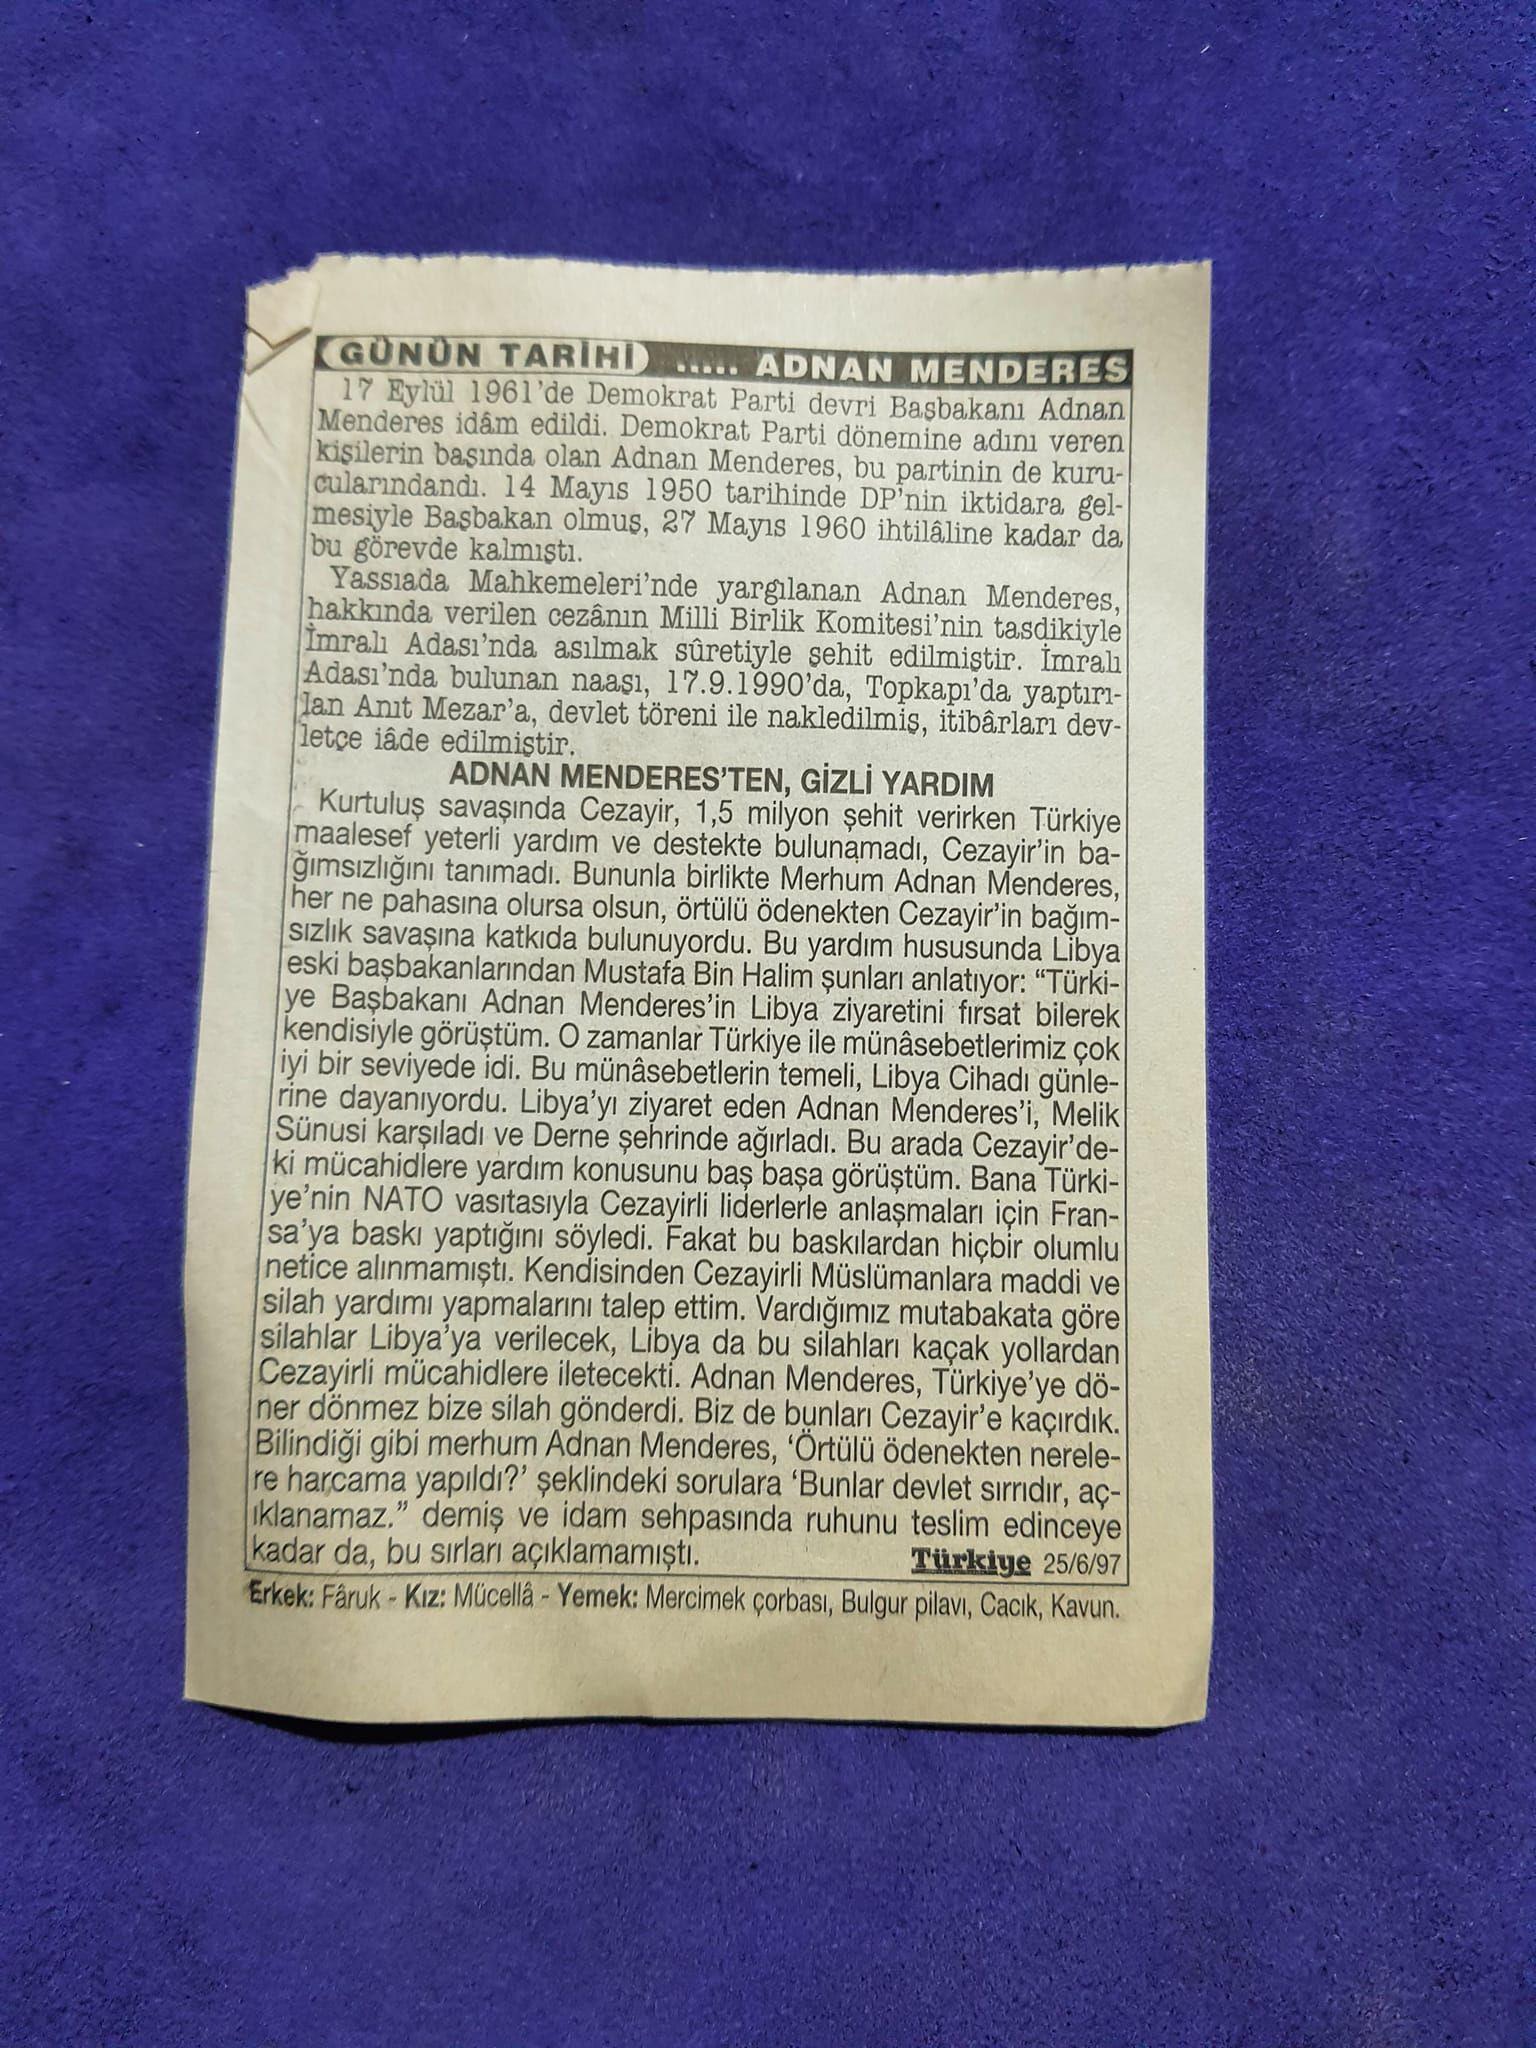 GÜNÜN TARİHİ ..... ADNAN MENDERES
17 Eylül 1961'de Demokrat Parti devri Başbakanı Adnan
Menderes idâm edildi. Demokrat Parti dönemine adını veren
kişilerin başında olan Adnan Menderes, bu partinin de kuru-
cularındandı. 14 Mayıs 1950 tarihinde DP'nin iktidara gel-
mesiyle Başbakan olmuş, 27 Mayıs 1960 ihtilâline kadar da
bu görevde kalmıştı.
Yassıada Mahkemeleri'nde yargılanan Adnan Menderes,
hakkında verilen cezânın Milli Birlik Komitesi'nin tasdikiyle
İmralı Adası'nda asılmak sûretiyle şehit edilmiştir. İmralı
Adası'nda bulunan naaşı, 17.9.1990'da, Topkapı'da yaptırı-
lan Anıt Mezar'a, devlet töreni ile nakledilmiş, itibârları dev-
letçe iâde edilmiştir.
ADNAN MENDERES'TEN, GİZLİ YARDIM
Kurtuluş savaşında Cezayir, 1,5 milyon şehit verirken Türkiye
maalesef yeterli yardım ve destekte bulunamadı, Cezayir'in ba-
ğımsızlığını tanımadı. Bununla birlikte Merhum Adnan Menderes,
her ne pahasına olursa olsun, örtülü ödenekten Cezayir'in bağım-
sızlık savaşına katkıda bulunuyordu. Bu yardım hususunda Libya
eski başbakanlarından Mustafa Bin Halim şunları anlatıyor: “Türki-
ye Başbakanı Adnan Menderes'in Libya ziyaretini fırsat bilerek
kendisiyle görüştüm. O zamanlar Türkiye ile münâsebetlerimiz çok
iyi bir seviyede idi. Bu münâsebetlerin temeli, Libya Cihadı günle-
rine dayanıyordu. Libya'yı ziyaret eden Adnan Menderes'i, Melik
Sünusi karşıladı ve Derne şehrinde ağırladı. Bu arada Cezayir'de-
ki mücahidlere yardım konusunu baş başa görüştüm. Bana Türki-
ye'nin NATO vasıtasıyla Cezayirli liderlerle anlaşmaları için Fran-
sa'ya baskı yaptığını söyledi. Fakat bu baskılardan hiçbir olumlu
netice alınmamıştı. Kendisinden Cezayirli Müslümanlara maddi ve
silah yardımı yapmalarını talep ettim. Vardığımız mutabakata göre
silahlar Libya'ya verilecek, Libya da bu silahları kaçak yollardan
Cezayirli mücahidlere iletecekti. Adnan Menderes, Türkiye'ye dö-
ner dönmez bize silah gönderdi. Biz de bunları Cezayir'e kaçırdık.
Bilindiği gibi merhum Adnan Menderes, ‘Örtülü ödenekten nerele-
re harcama yapıldı?’ şeklindeki sorulara ‘Bunlar devlet sırrıdır, aç-
ıklanamaz.” demiş ve idam sehpasında ruhunu teslim edinceye
kadar da, bu sırları açıklamamıştı. Türkiye 25/6/97
Erkek: Fâruk - Kız: Mücellâ - Yemek: Mercimek çorbası, Bulgur pilavı, Cacık, Kavun.